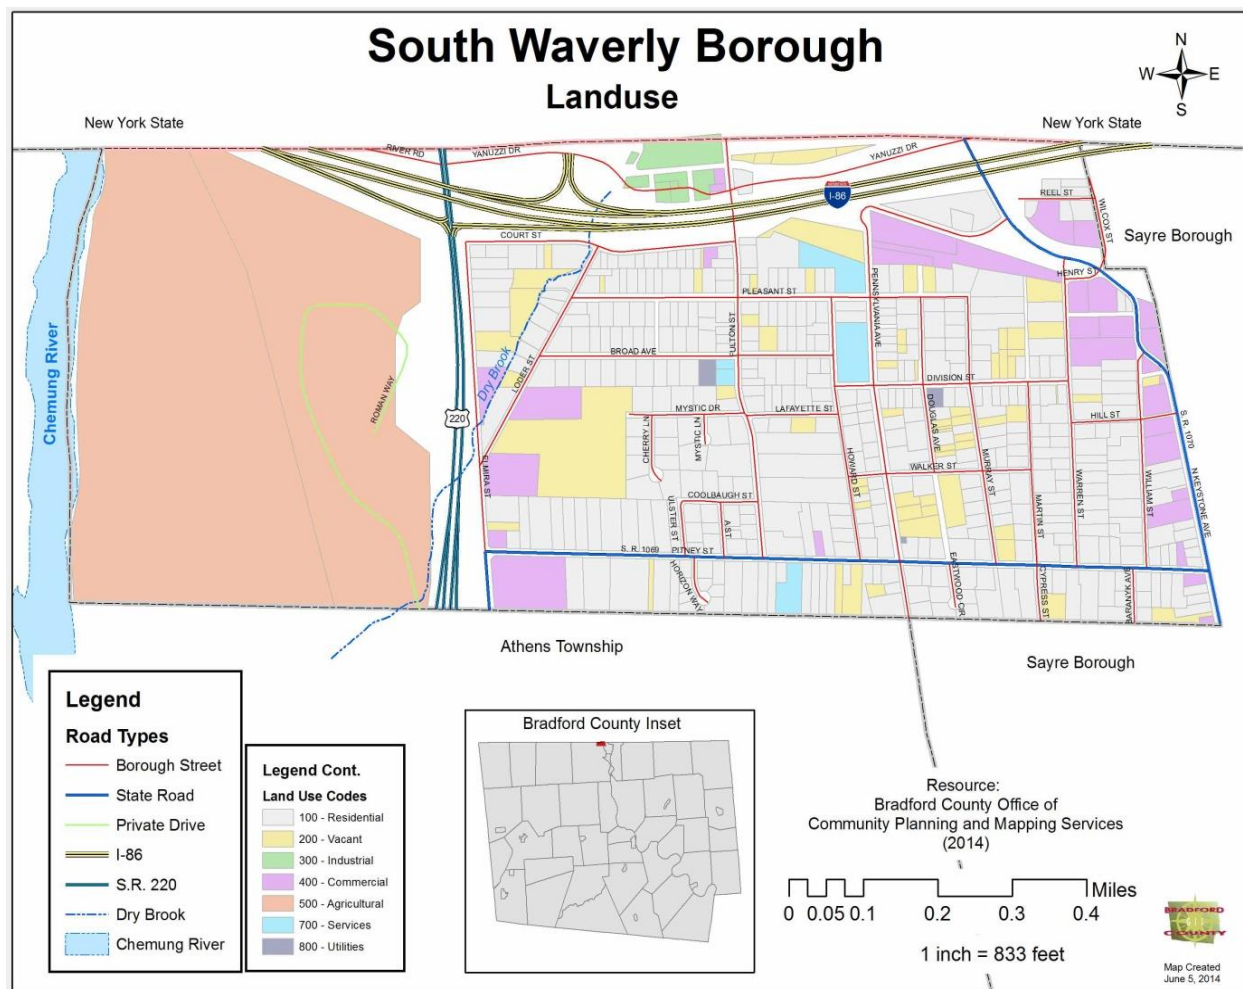 South Waverly Borough
Landuse
N
W
E
S
New York State
New York State
RIVER RD
YANUZZI DR
YANUZZI DR
I-86
REEL ST
WILCOX ST
Sayre Borough
COURT ST
HENRY ST
PLEASANT ST
PENNSYLVANIA AVE
FULTON ST
BROAD AVE
LODER ST
Dry Brook
Chemung River
ROMAN WAY
220
DIVISION ST
MYSTIC DR
LAFAYETTE ST
DOUGLAS AVE
HILL ST
S. R. 1070
CHERRY LN
MYSTIC LN
HOWARD ST
MURRAY ST
WALKER ST
ELMIRA ST
WARREN ST
WILLIAM ST
N KEYSTONE AVE
COOLBAUGH ST
ULSTER ST
A ST
MARTIN ST
S. R. 1069
PITNEY ST
HORIZON WAY
EASTWOOD CIR
CYPRESS ST
BARANYK AVE
Athens Township
Sayre Borough
Legend
Road Types
Borough Street
State Road
Private Drive
I-86
S.R. 220
Dry Brook
Chemung River
Legend Cont.
Land Use Codes
100 - Residential
200 - Vacant
300 - Industrial
400 - Commercial
500 - Agricultural
700 - Services
800 - Utilities
Bradford County Inset
Resource:
Bradford County Office of
Community Planning and Mapping Services
(2014)
Miles
0 0.05 0.1 0.2 0.3 0.4
1 inch = 833 feet
BRADFORD
COUNTY
Map Created
June 5, 2014